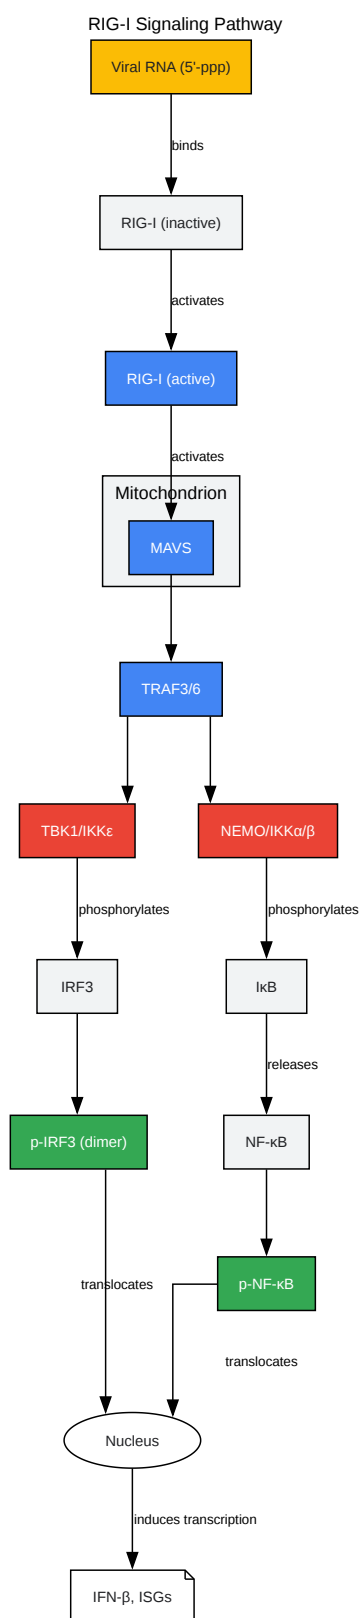 RIG-I Signaling Pathway
Viral RNA (5'-ppp)
binds
RIG-I (inactive)
activates
RIG-I (active)
activates
Mitochondrion
MAVS
TRAF3/6
TBK1/IKKε
NEMO/IKKα/β
phosphorylates
phosphorylates
IRF3
IκB
releases
p-IRF3 (dimer)
NF-κB
translocates
p-NF-κB
translocates
Nucleus
induces transcription
IFN-β, ISGs